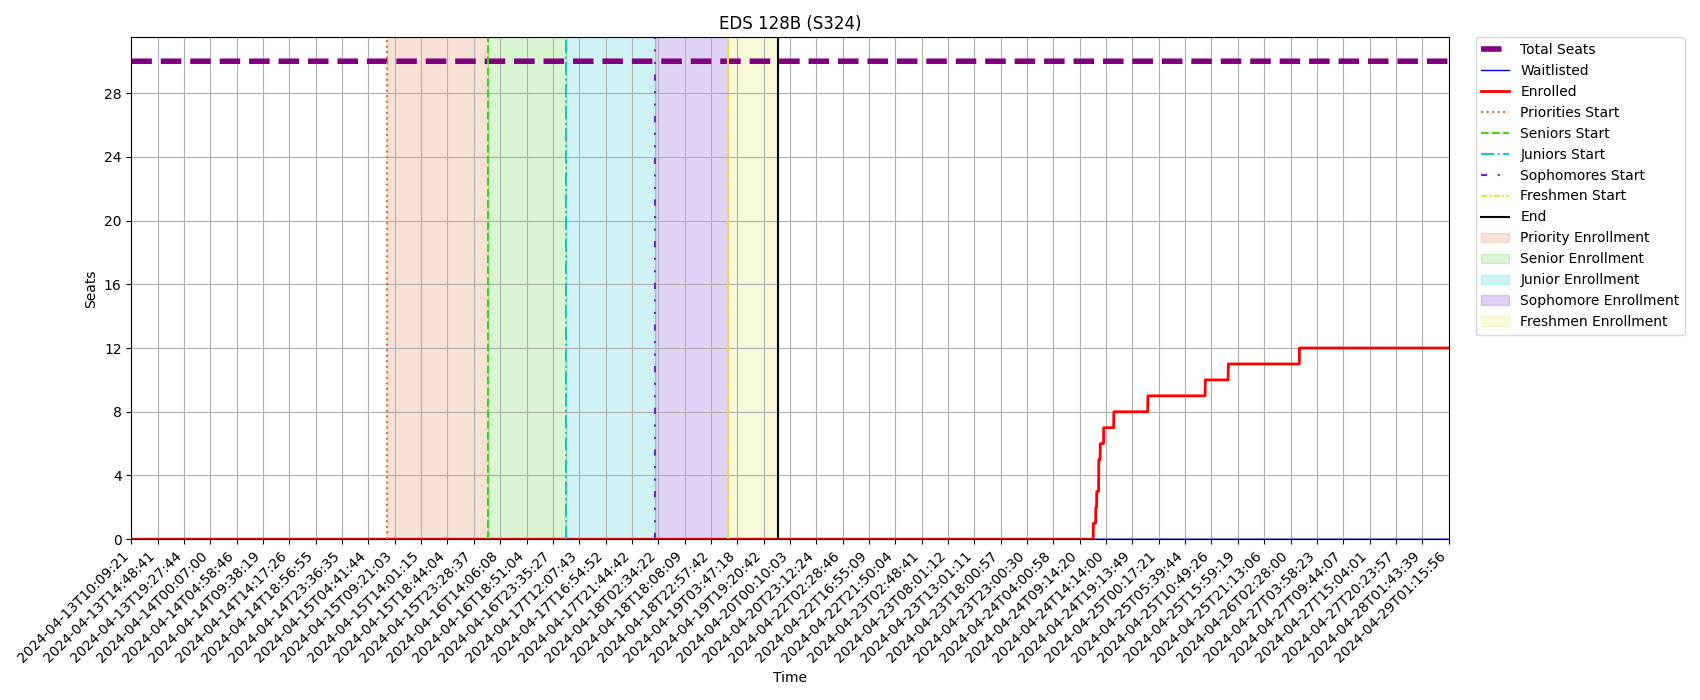 EDS 128B (S324)
Total Seats
Waitlisted
Enrolled
Priorities Start
Seniors Start
Juniors Start
Sophomores Start
Freshmen Start
End
Priority Enrollment
Senior Enrollment
Junior Enrollment
Sophomore Enrollment
Freshmen Enrollment
Seats
28
24
20
16
12
8
4
0
2024-04-13T10:09:21
2024-04-13T14:48:41
2024-04-13T19:27:44
2024-04-14T00:07:00
2024-04-14T04:58:46
2024-04-14T09:38:19
2024-04-14T14:17:26
2024-04-14T18:56:55
2024-04-14T23:36:35
2024-04-15T04:41:44
2024-04-15T09:21:03
2024-04-15T14:01:15
2024-04-15T18:44:04
2024-04-15T23:28:37
2024-04-16T14:06:08
2024-04-16T18:51:04
2024-04-16T23:35:27
2024-04-17T12:07:43
2024-04-17T16:54:52
2024-04-17T21:44:42
2024-04-18T02:34:22
2024-04-18T18:08:09
2024-04-18T22:57:42
2024-04-19T03:47:18
2024-04-19T19:20:42
2024-04-20T00:10:03
2024-04-20T23:12:24
2024-04-22T02:28:46
2024-04-22T16:55:09
2024-04-22T21:50:04
2024-04-23T02:48:41
2024-04-23T08:01:12
2024-04-23T13:01:11
2024-04-23T18:00:57
2024-04-23T23:00:30
2024-04-24T04:00:58
2024-04-24T09:14:20
2024-04-24T14:14:00
2024-04-24T19:13:49
2024-04-25T00:17:21
2024-04-25T05:39:44
2024-04-25T10:49:26
2024-04-25T15:59:19
2024-04-25T21:13:06
2024-04-26T02:28:00
2024-04-27T03:58:23
2024-04-27T09:44:07
2024-04-27T15:04:01
2024-04-27T20:23:57
2024-04-28T01:43:39
2024-04-29T01:15:56
Time